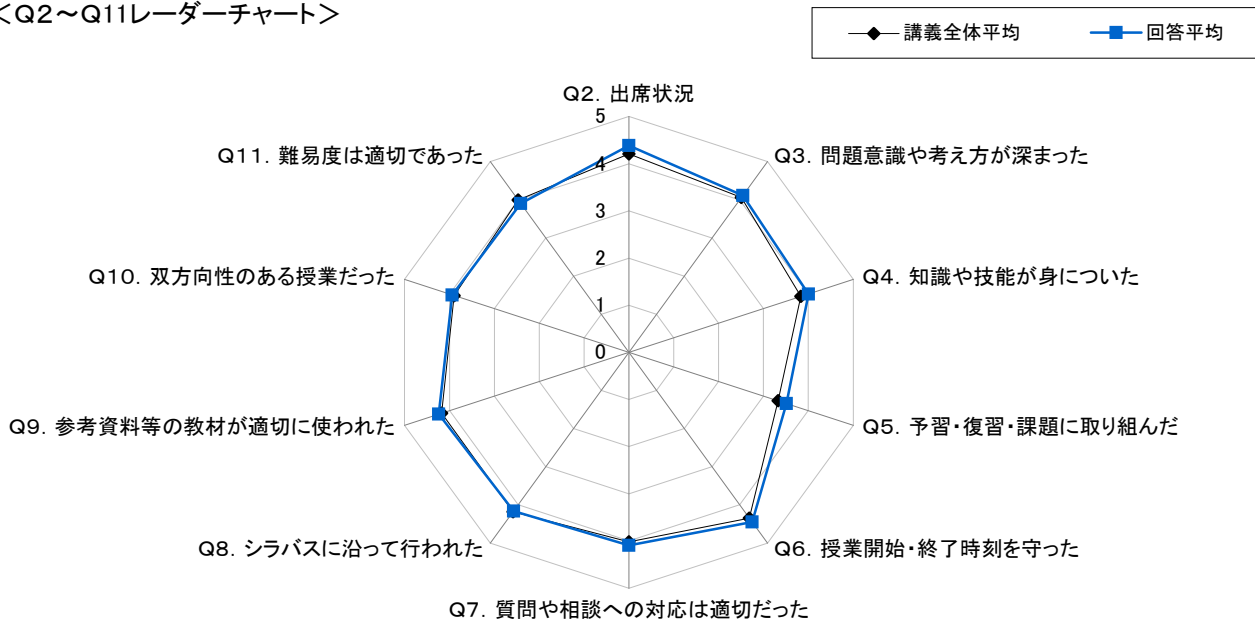 ＜Q2～Q11レーダーチャート＞
講義全体平均
回答平均
Q2．出席状況
Q3．問題意識や考え方が深まった
Q4．知識や技能が身についた
Q5．予習・復習・課題に取り組んだ
Q6．授業開始・終了時刻を守った
Q7．質問や相談への対応は適切だった
Q8．シラバスに沿って行われた
Q9．参考資料等の教材が適切に使われた
Q10．双方向性のある授業だった
Q11．難易度は適切であった
5
4
3
2
1
0